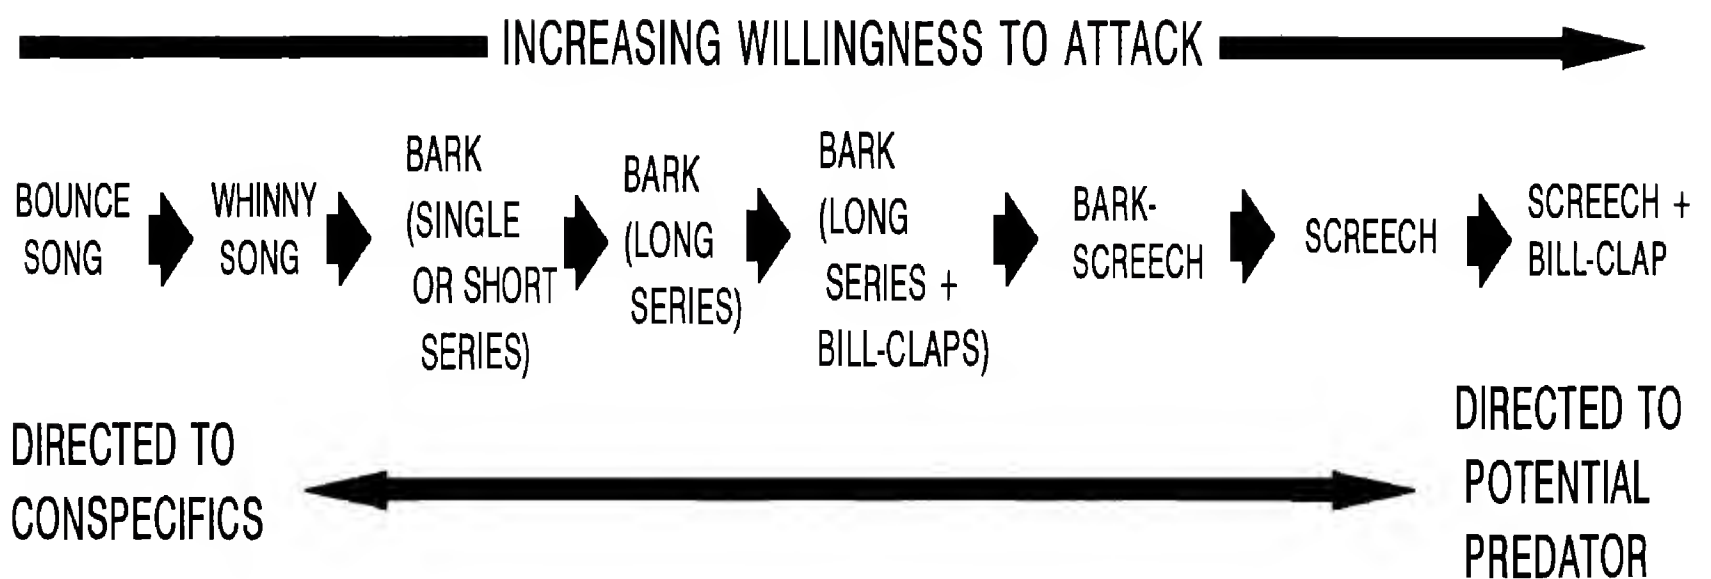 INCREASING WILLINGNESS TO ATTACK
BOUNCE
SONG
WHINNY
SONG
BARK
(SINGLE
OR SHORT
SERIES)
BARK
(LONG
SERIES)
BARK
(LONG
SERIES +
BILL-CLAPS)
BARK-
SCREECH
SCREECH
SCREECH +
BILL-CLAP
DIRECTED TO
CONSPECIFICS
DIRECTED TO
POTENTIAL
PREDATOR